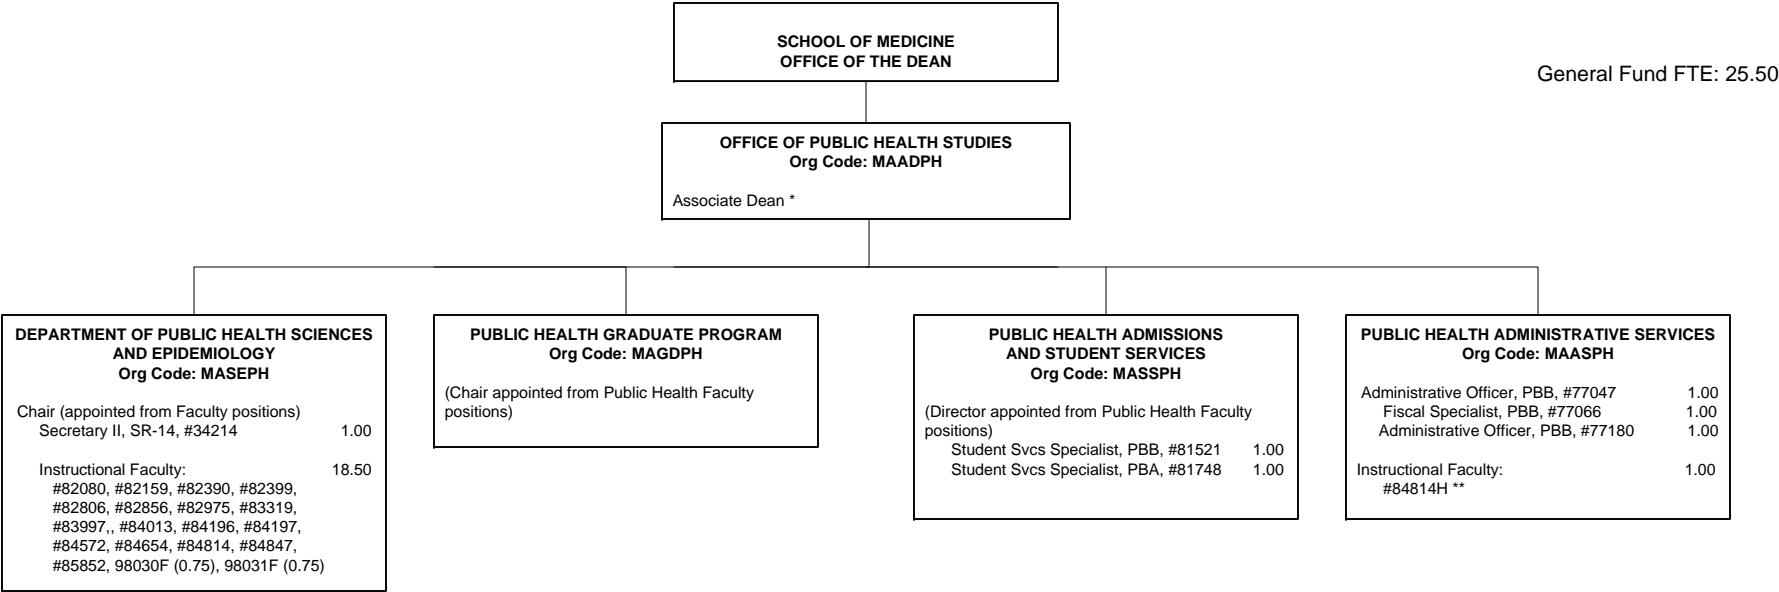 SCHOOL OF MEDICINE
OFFICE OF THE DEAN
General Fund FTE: 25.50
OFFICE OF PUBLIC HEALTH STUDIES
Org Code: MAADPH
Associate Dean *
DEPARTMENT OF PUBLIC HEALTH SCIENCES
AND EPIDEMIOLOGY
Org Code: MASEPH
Chair (appointed from Faculty positions)
Secretary II, SR-14, #34214 1.00
Instructional Faculty: 18.50
#82080, #82159, #82390, #82399,
#82806, #82856, #82975, #83319,
#83997,, #84013, #84196, #84197,
#84572, #84654, #84814, #84847,
#85852, 98030F (0.75), 98031F (0.75)
PUBLIC HEALTH GRADUATE PROGRAM
Org Code: MAGDPH
(Chair appointed from Public Health Faculty
positions)
PUBLIC HEALTH ADMISSIONS
AND STUDENT SERVICES
Org Code: MASSPH
(Director appointed from Public Health Faculty
positions)
Student Svcs Specialist, PBB, #81521 1.00
Student Svcs Specialist, PBA, #81748 1.00
PUBLIC HEALTH ADMINISTRATIVE SERVICES
Org Code: MAASPH
Administrative Officer, PBB, #77047 1.00
Fiscal Specialist, PBB, #77066 1.00
Administrative Officer, PBB, #77180 1.00
Instructional Faculty: 1.00
#84814H **